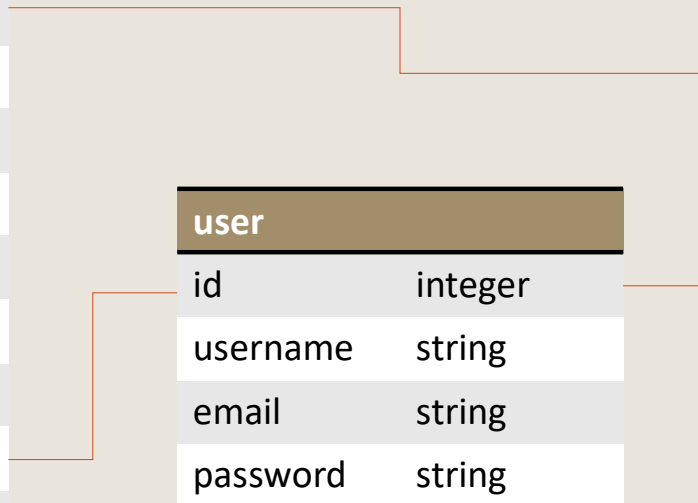 user
id integer
username string
email string
password string